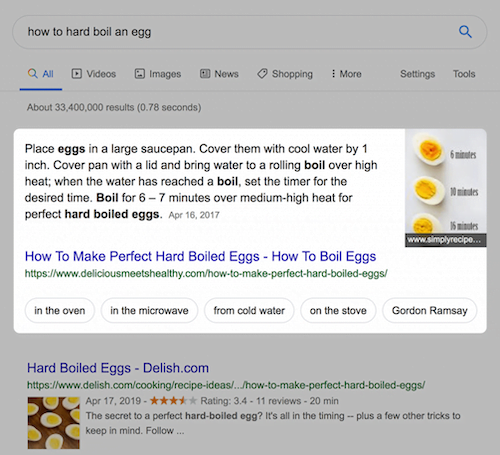 how to hard boil an egg
All Videos Images News Shopping More Settings Tools
About 33,400,000 results (0.78 seconds)
Place eggs in a large saucepan. Cover them with cool water by 1
inch. Cover pan with a lid and bring water to a rolling boil over high
heat; when the water has reached a boil, set the timer for the
desired time. Boil for 6 – 7 minutes over medium-high heat for
perfect hard boiled eggs. Apr 16, 2017
6 minutes
10 minutes
16 minutes
www.simplyrecipe...
How To Make Perfect Hard Boiled Eggs - How To Boil Eggs
https://www.deliciousmeetshealthy.com/how-to-make-perfect-hard-boiled-eggs/
in the oven in the microwave from cold water on the stove Gordon Ramsay
Hard Boiled Eggs - Delish.com
https://www.delish.com/cooking/recipe-ideas/.../how-to-make-perfect-hard-boiled-eggs/
Apr 17, 2019 - Rating: 3.4 - 11 reviews - 20 min
The secret to a perfect hard-boiled egg? It's all in the timing -- plus a few other tricks to
keep in mind. Follow ...